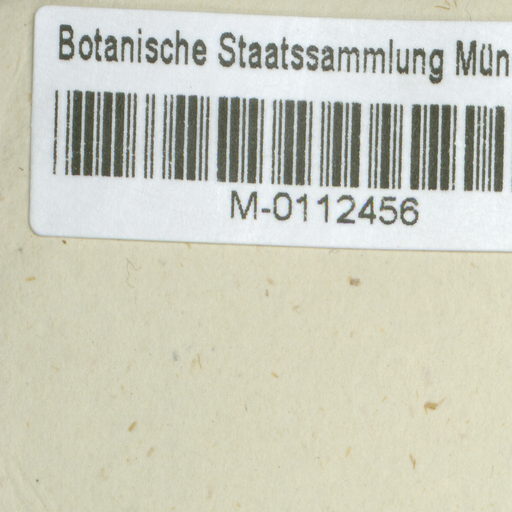 Botanische Staatssammlung Mün
M-0112456